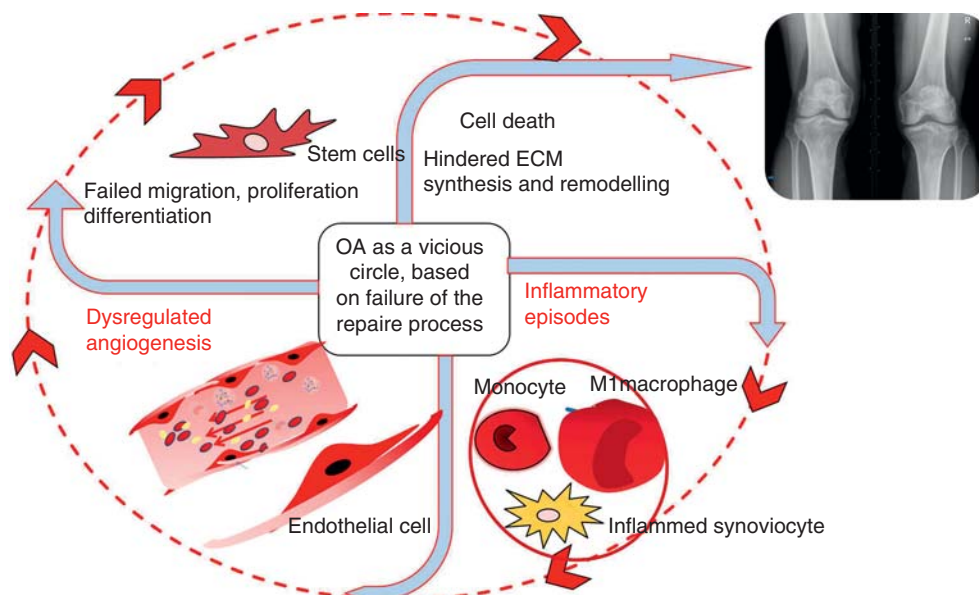 Cell death
Stem cells
Hindered ECM
synthesis and remodelling
Failed migration, proliferation
differentiation
OA as a vicious
circle, based
on failure of the
repaire process
Inflammatory
episodes
Dysregulated
angiogenesis
Monocyte
M1macrophage
Endothelial cell
Inflammed synoviocyte
R